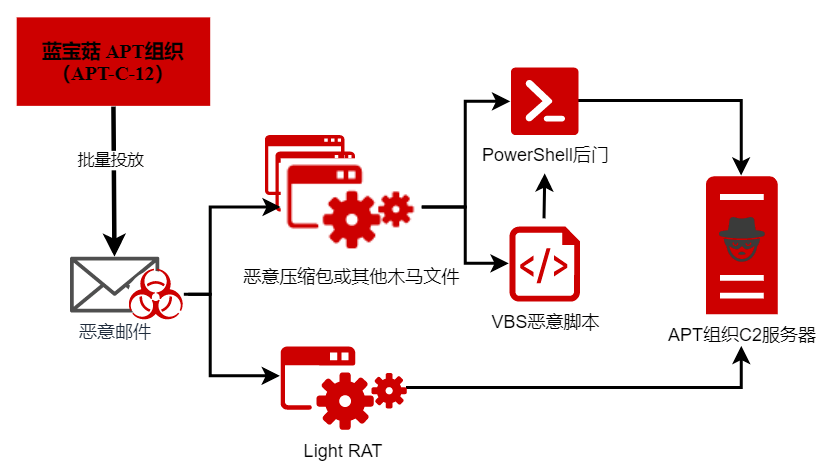 蓝宝菇 APT组织
（APT-C-12）
批量投放
恶意邮件
恶意压缩包或其他木马文件
PowerShell后门
VBS恶意脚本
APT组织C2服务器
Light RAT